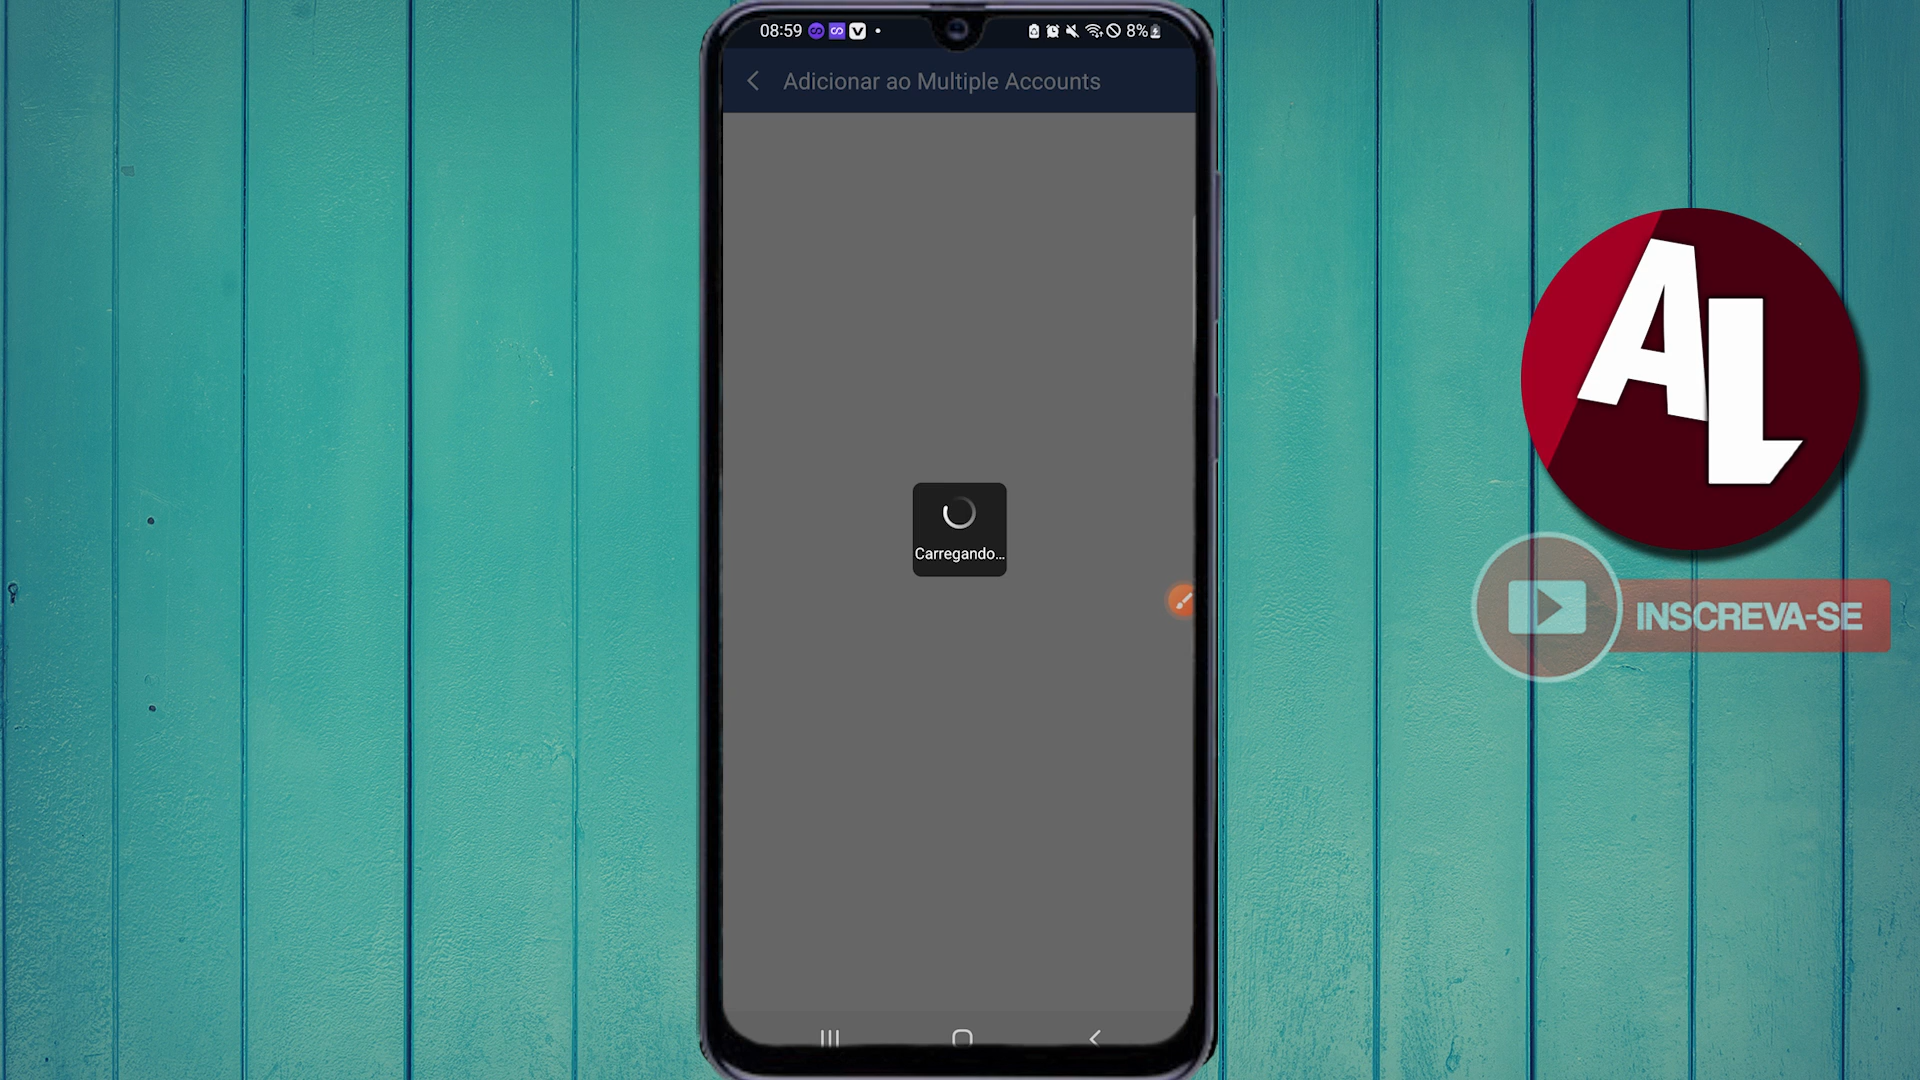 08:59
8%
Adicionar ao Multiple Accounts
Carregando...
AL
INSCREVA-SE